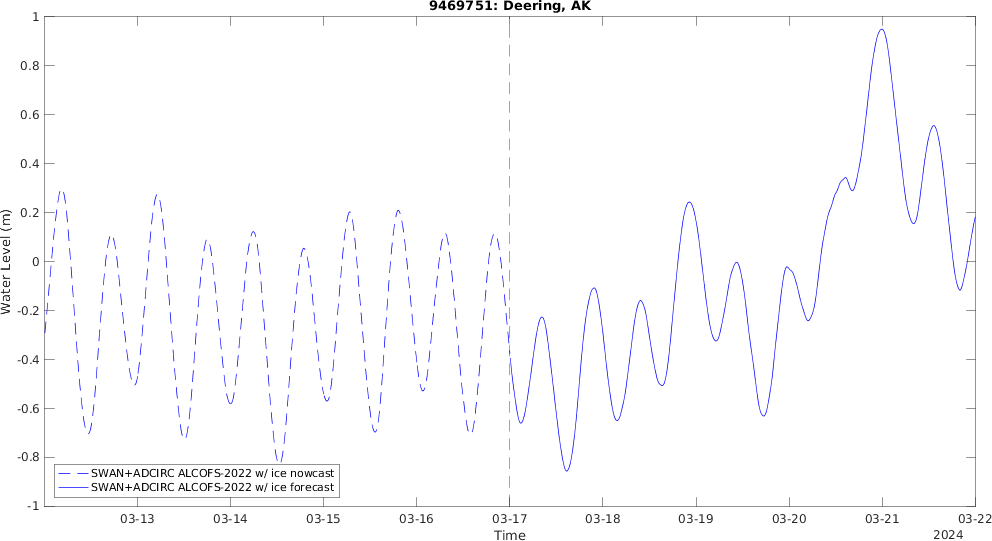 9469751: Deering, AK
1
0.8
0.6
0.4
0.2
0
-0.2
-0.4
-0.6
-0.8
-1
Water Level (m)
SWAN+ADCIRC ALCOFS-2022 w/ ice nowcast
SWAN+ADCIRC ALCOFS-2022 w/ ice forecast
03-13 03-14 03-15 03-16 03-17 03-18 03-19 03-20 03-21 03-22
Time
2024